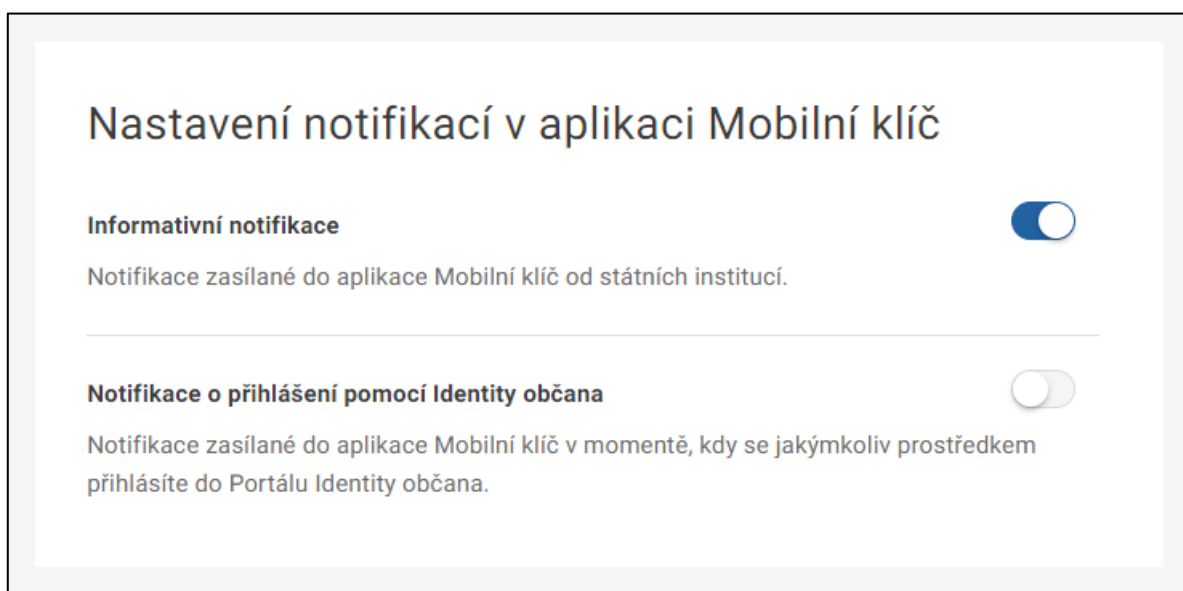 Nastavení notifikací v aplikaci Mobilní klíč
Informativní notifikace
Notifikace zasílané do aplikace Mobilní klíč od státních institucí.
Notifikace o přihlášení pomocí Identity občana
Notifikace zasílané do aplikace Mobilní klíč v momentě, kdy se jakýmkoliv prostředkem
přihlásíte do Portálu Identity občana.